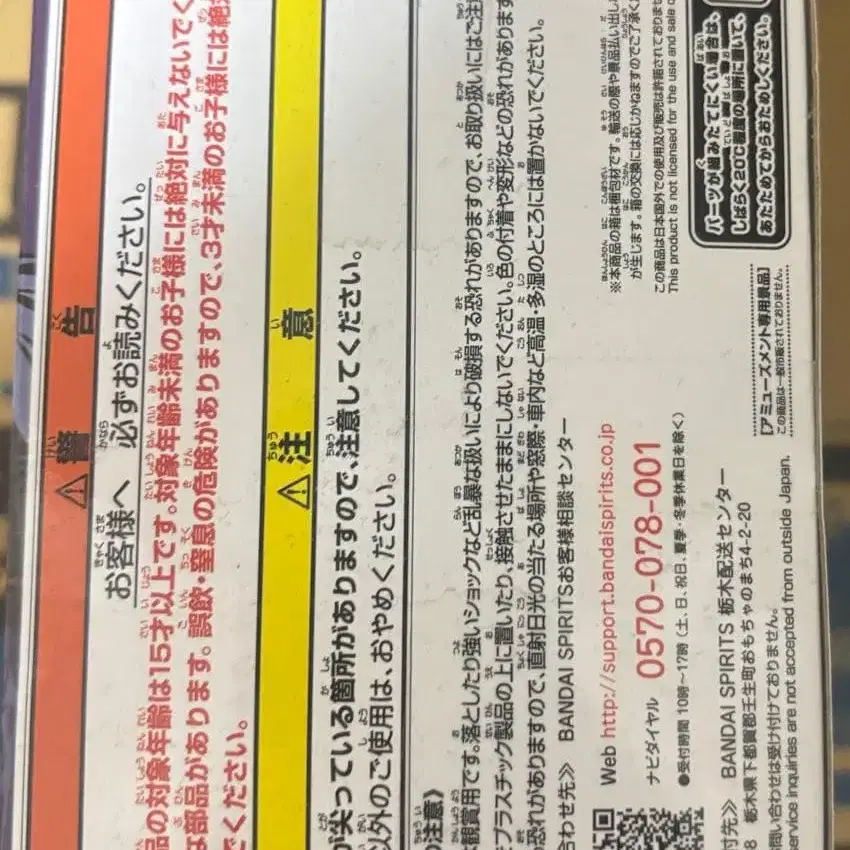 ⚠警告
お客様へ 必ずお読みください。
品の対象年齢は15才以上です。対象年齢未満のお子様には絶対に与えないでく
な部品があります。誤飲・窒息の危険がありますので、3才未満のお子様には絶
でください。
⚠注意
が尖っている箇所がありますので、注意してください。
以外のご使用は、おやめください。
の注意》
観賞用です。落としたり強いショックなど乱暴な扱いにより破損する恐れがありますので、お取り扱いにはご注
プラスチック製品の上に置いたり、接触させたままにしないでください。色の付着や変形などの恐れがあります
恐れがありますので、直射日光の当たる場所や窓際・車内など高温・多湿のところには置かないでください。
合わせ先≫ BANDAI SPIRITSお客様相談センター
Web http://support.bandaispirits.co.jp
ナビダイヤル 0570-078-001
●受付時間 10時〜17時(土、日、祝日、夏季・冬季休業日を除く)
付先≫ BANDAI SPIRITS 栃木配送センター
8 栃木県下都賀郡壬生町おもちゃのまち4-2-20
お問い合わせは受け付けておりません。
service inquiries are not accepted from outside Japan.
※本商品の箱は梱包材です。輸送の際や景品払い出し
が生じます。箱の交換には応じかねますのでご了承く
この商品は日本国外での使用及び販売は許諾されておりませ
This product is not licensed for the use and sale o
パーツが組みたてにくい場合は、
しばらく20℃程度の場所に置いて、
あたためてからおためしください。
[アミューズメント専用景品]
この商品は一般市販されておりません。